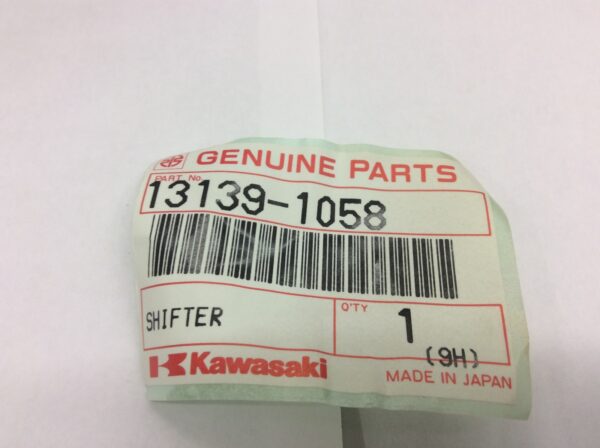 GENUINE PARTS
PART No.
13139-1058
SHIFTER
Q'TY
1
(9H)
Kawasaki
MADE IN JAPAN